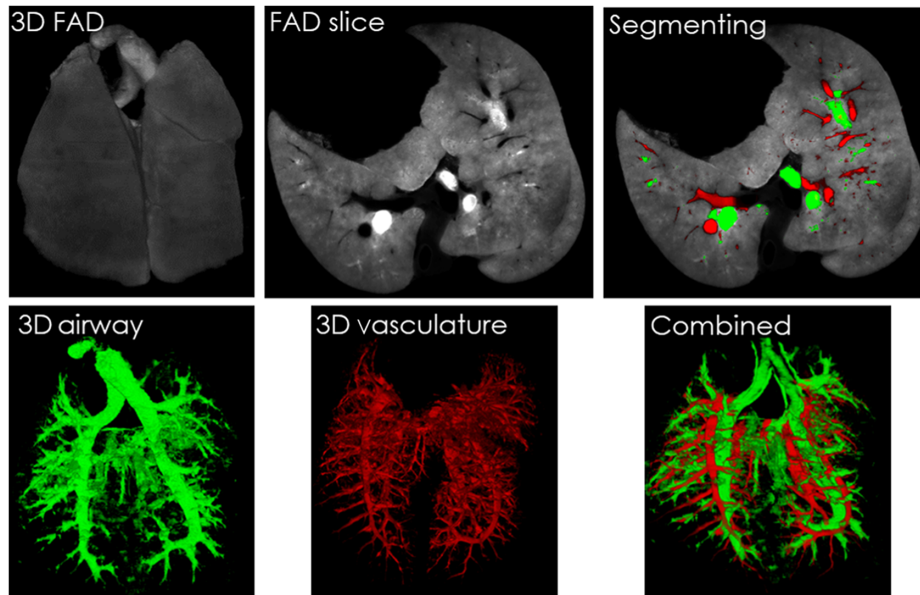 3D FAD
FAD slice
Segmenting
3D airway
3D vasculature
Combined